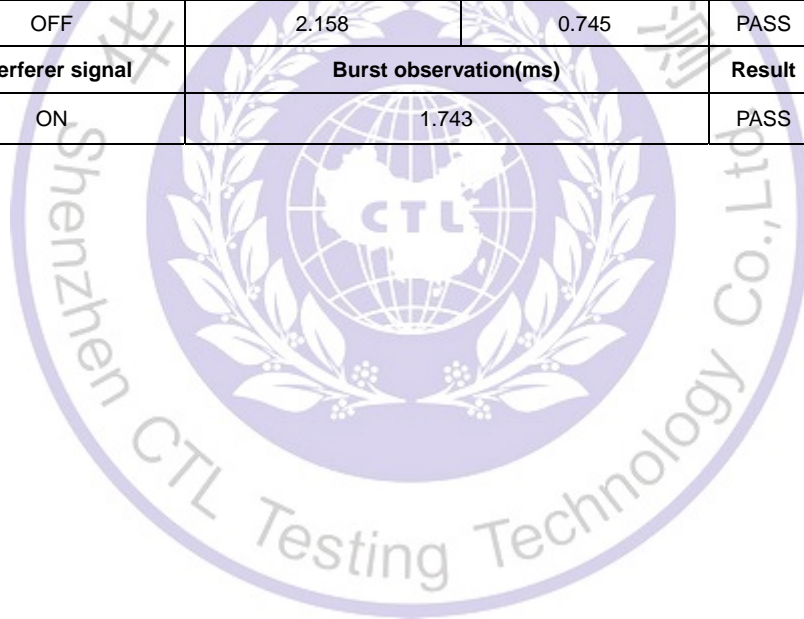 OFF 2.158 0.745 PASS
erferer signal Burst observation(ms) Result
ON 1.743 PASS
CTL
Shenzhen CTL Testing Technology Co.,Ltd
测